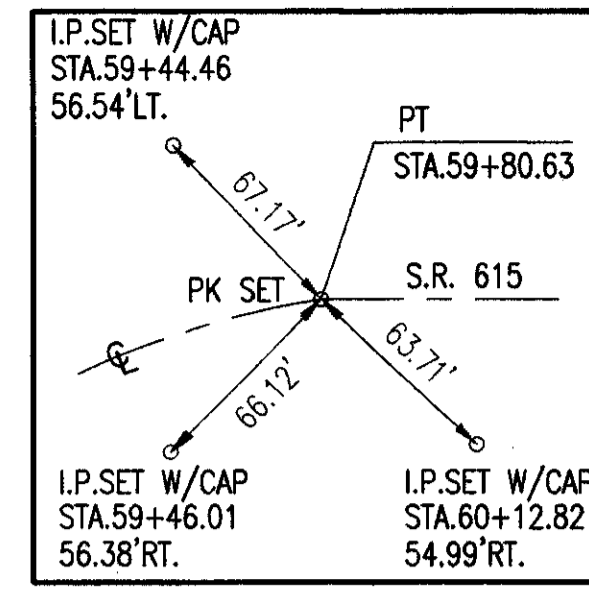 I.P.SET W/CAP
STA.59+44.46
56.54'LT.
PT
STA.59+80.63
67.17'
PK SET
S.R. 615
℄
66.12'
63.71'
I.P.SET W/CAP
STA.59+46.01
56.38'RT.
I.P.SET W/CAP
STA.60+12.82
54.99'RT.